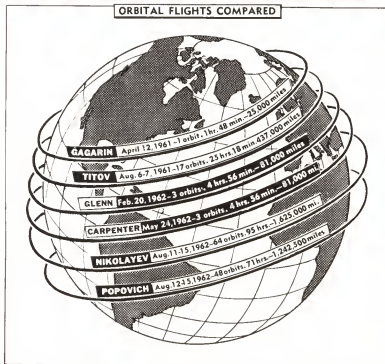 ORBITAL FLIGHTS COMPARED
GAGARIN April 12, 1961 -1 orbit, 1 hr. 48 min.-25,000 miles
TITOV Aug. 6-7, 1961-17 orbits, 25 hrs.18 min.437,000 miles
GLENN Feb. 20, 1962-3 orbits, 4 hrs. 56 min-81,000 miles
CARPENTER May 24,1962-3 orbits, 4 hrs. 56 min-81,000 mi.
NIKOLAYEV Aug.11-15, 1962-64 orbits, 95 hrs.-1,625,000 mi.
POPOVICH Aug.12-15,1962-48 orbits, 71 hrs.-1,242,500 miles